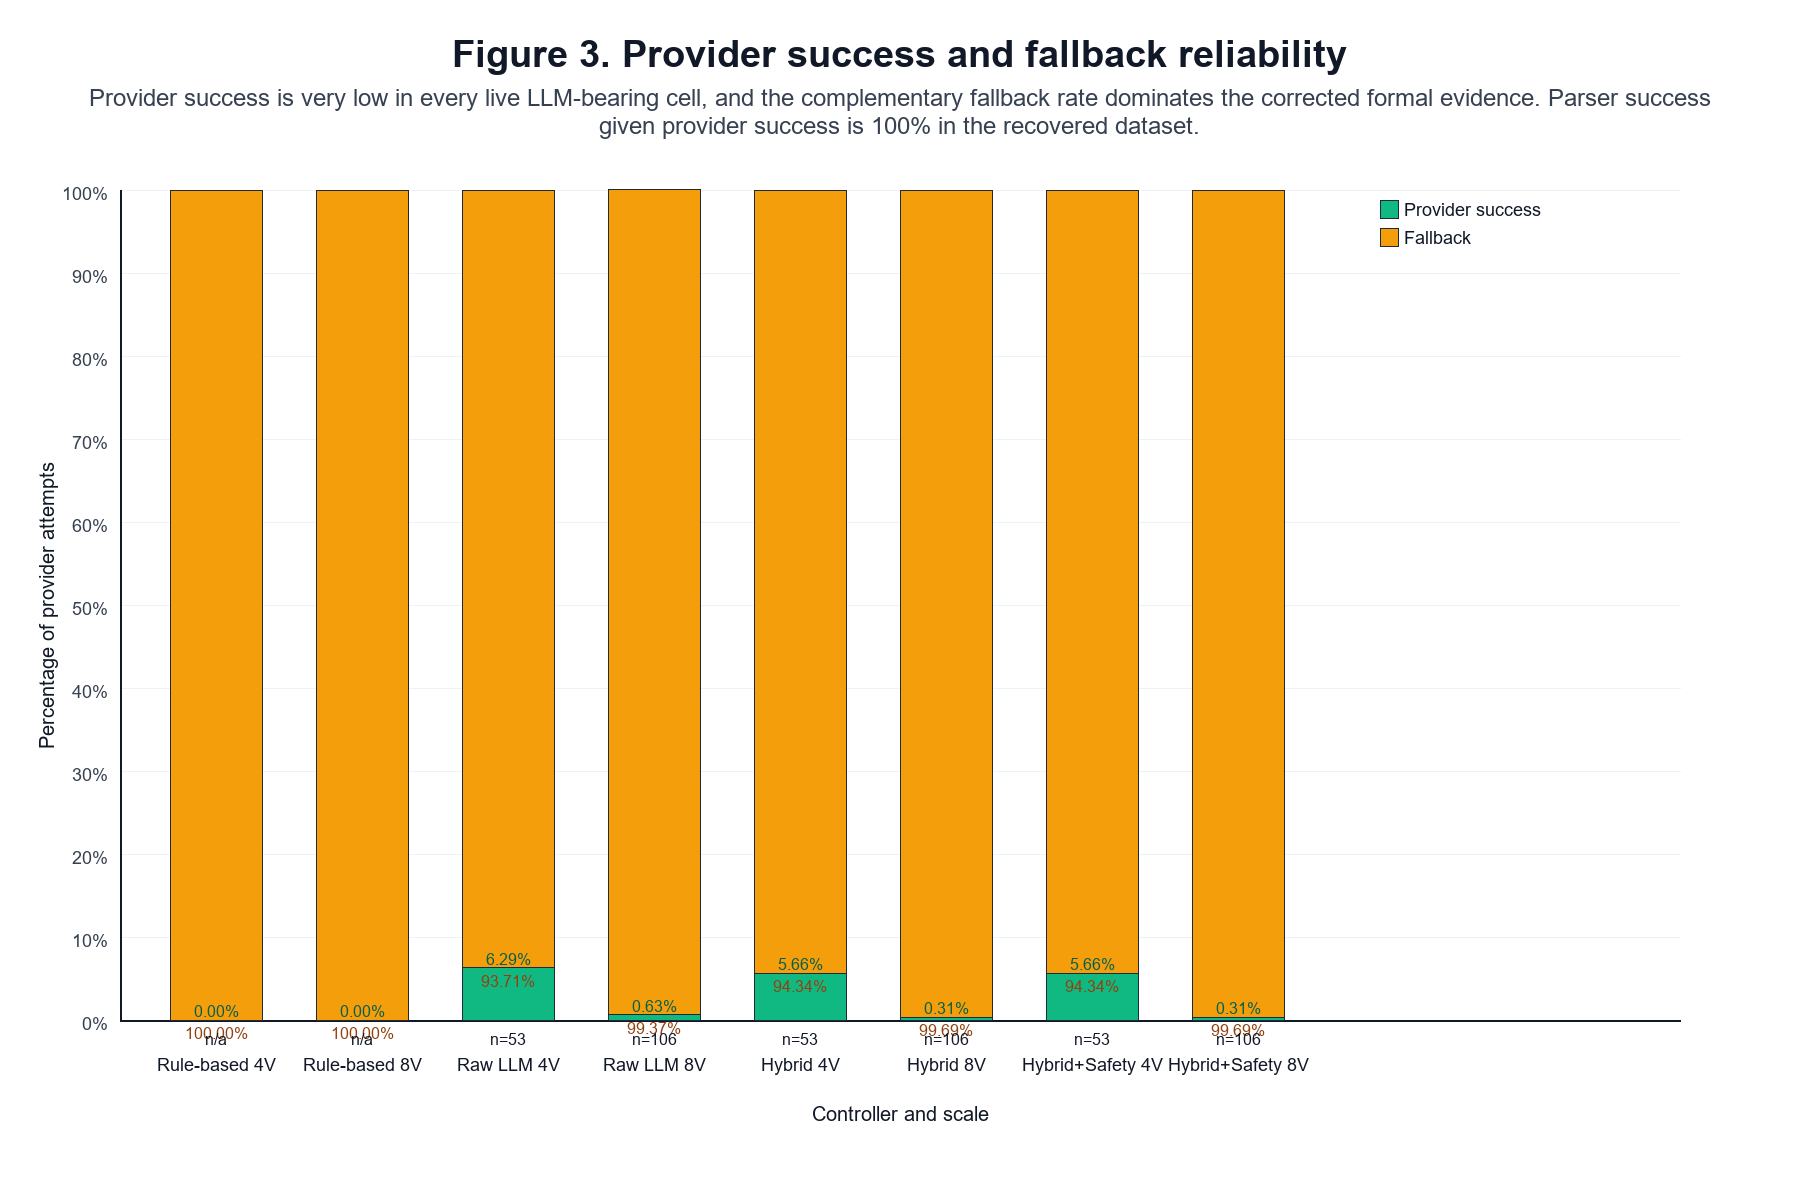 Figure 3. Provider success and fallback reliability
Provider success is very low in every live LLM-bearing cell, and the complementary fallback rate dominates the corrected formal evidence. Parser success
given provider success is 100% in the recovered dataset.
Provider success
Fallback
Percentage of provider attempts
100%
90%
80%
70%
60%
50%
40%
30%
20%
10%
0%
0.00% 0.00% 6.29% 0.63% 5.66% 0.31% 5.66% 0.31%
100.00% 100.00% 93.71% 99.37% 94.34% 99.69% 94.34% 99.69%
n/a n/a n=53 n=106 n=53 n=106 n=53 n=106
Rule-based 4V Rule-based 8V Raw LLM 4V Raw LLM 8V Hybrid 4V Hybrid 8V Hybrid+Safety 4V Hybrid+Safety 8V
Controller and scale